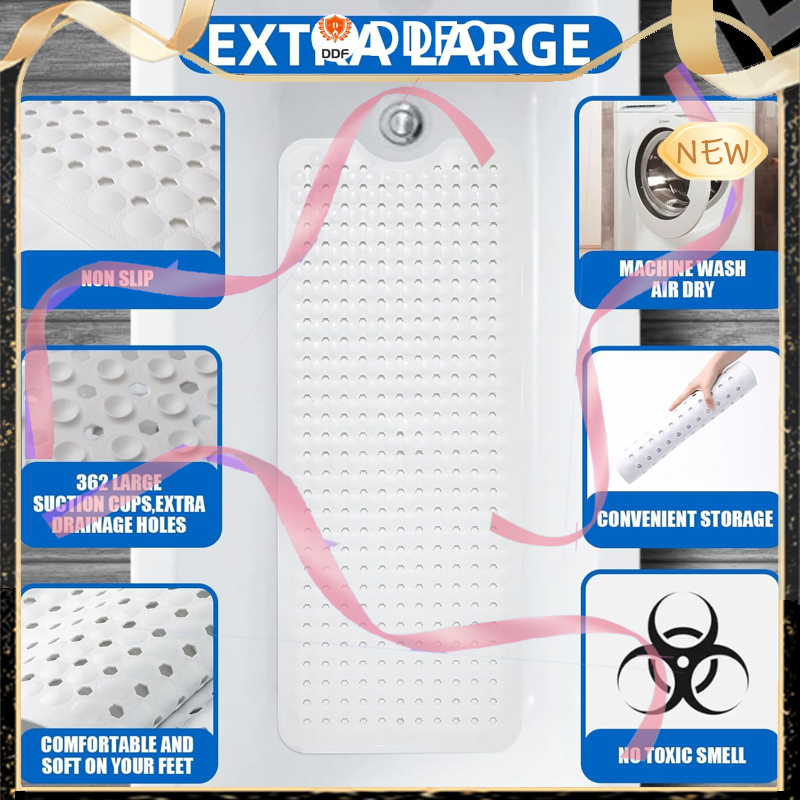 EXTRA LARGE
DDF
NEW
NON SLIP
MACHINE WASH
AIR DRY
362 LARGE
SUCTION CUPS,EXTRA
DRAINAGE HOLES
CONVENIENT STORAGE
COMFORTABLE AND
SOFT ON YOUR FEET
NO TOXIC SMELL